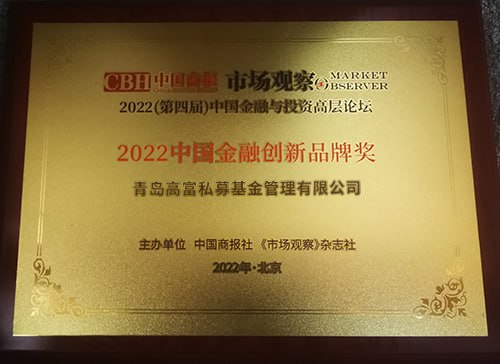 CBH 中国商报 市场观察 MARKET OBSERVER
2022(第四届)中国金融与投资高层论坛
2022中国金融创新品牌奖
青岛高富私募基金管理有限公司
主办单位 中国商报社 《市场观察》杂志社
2022年·北京